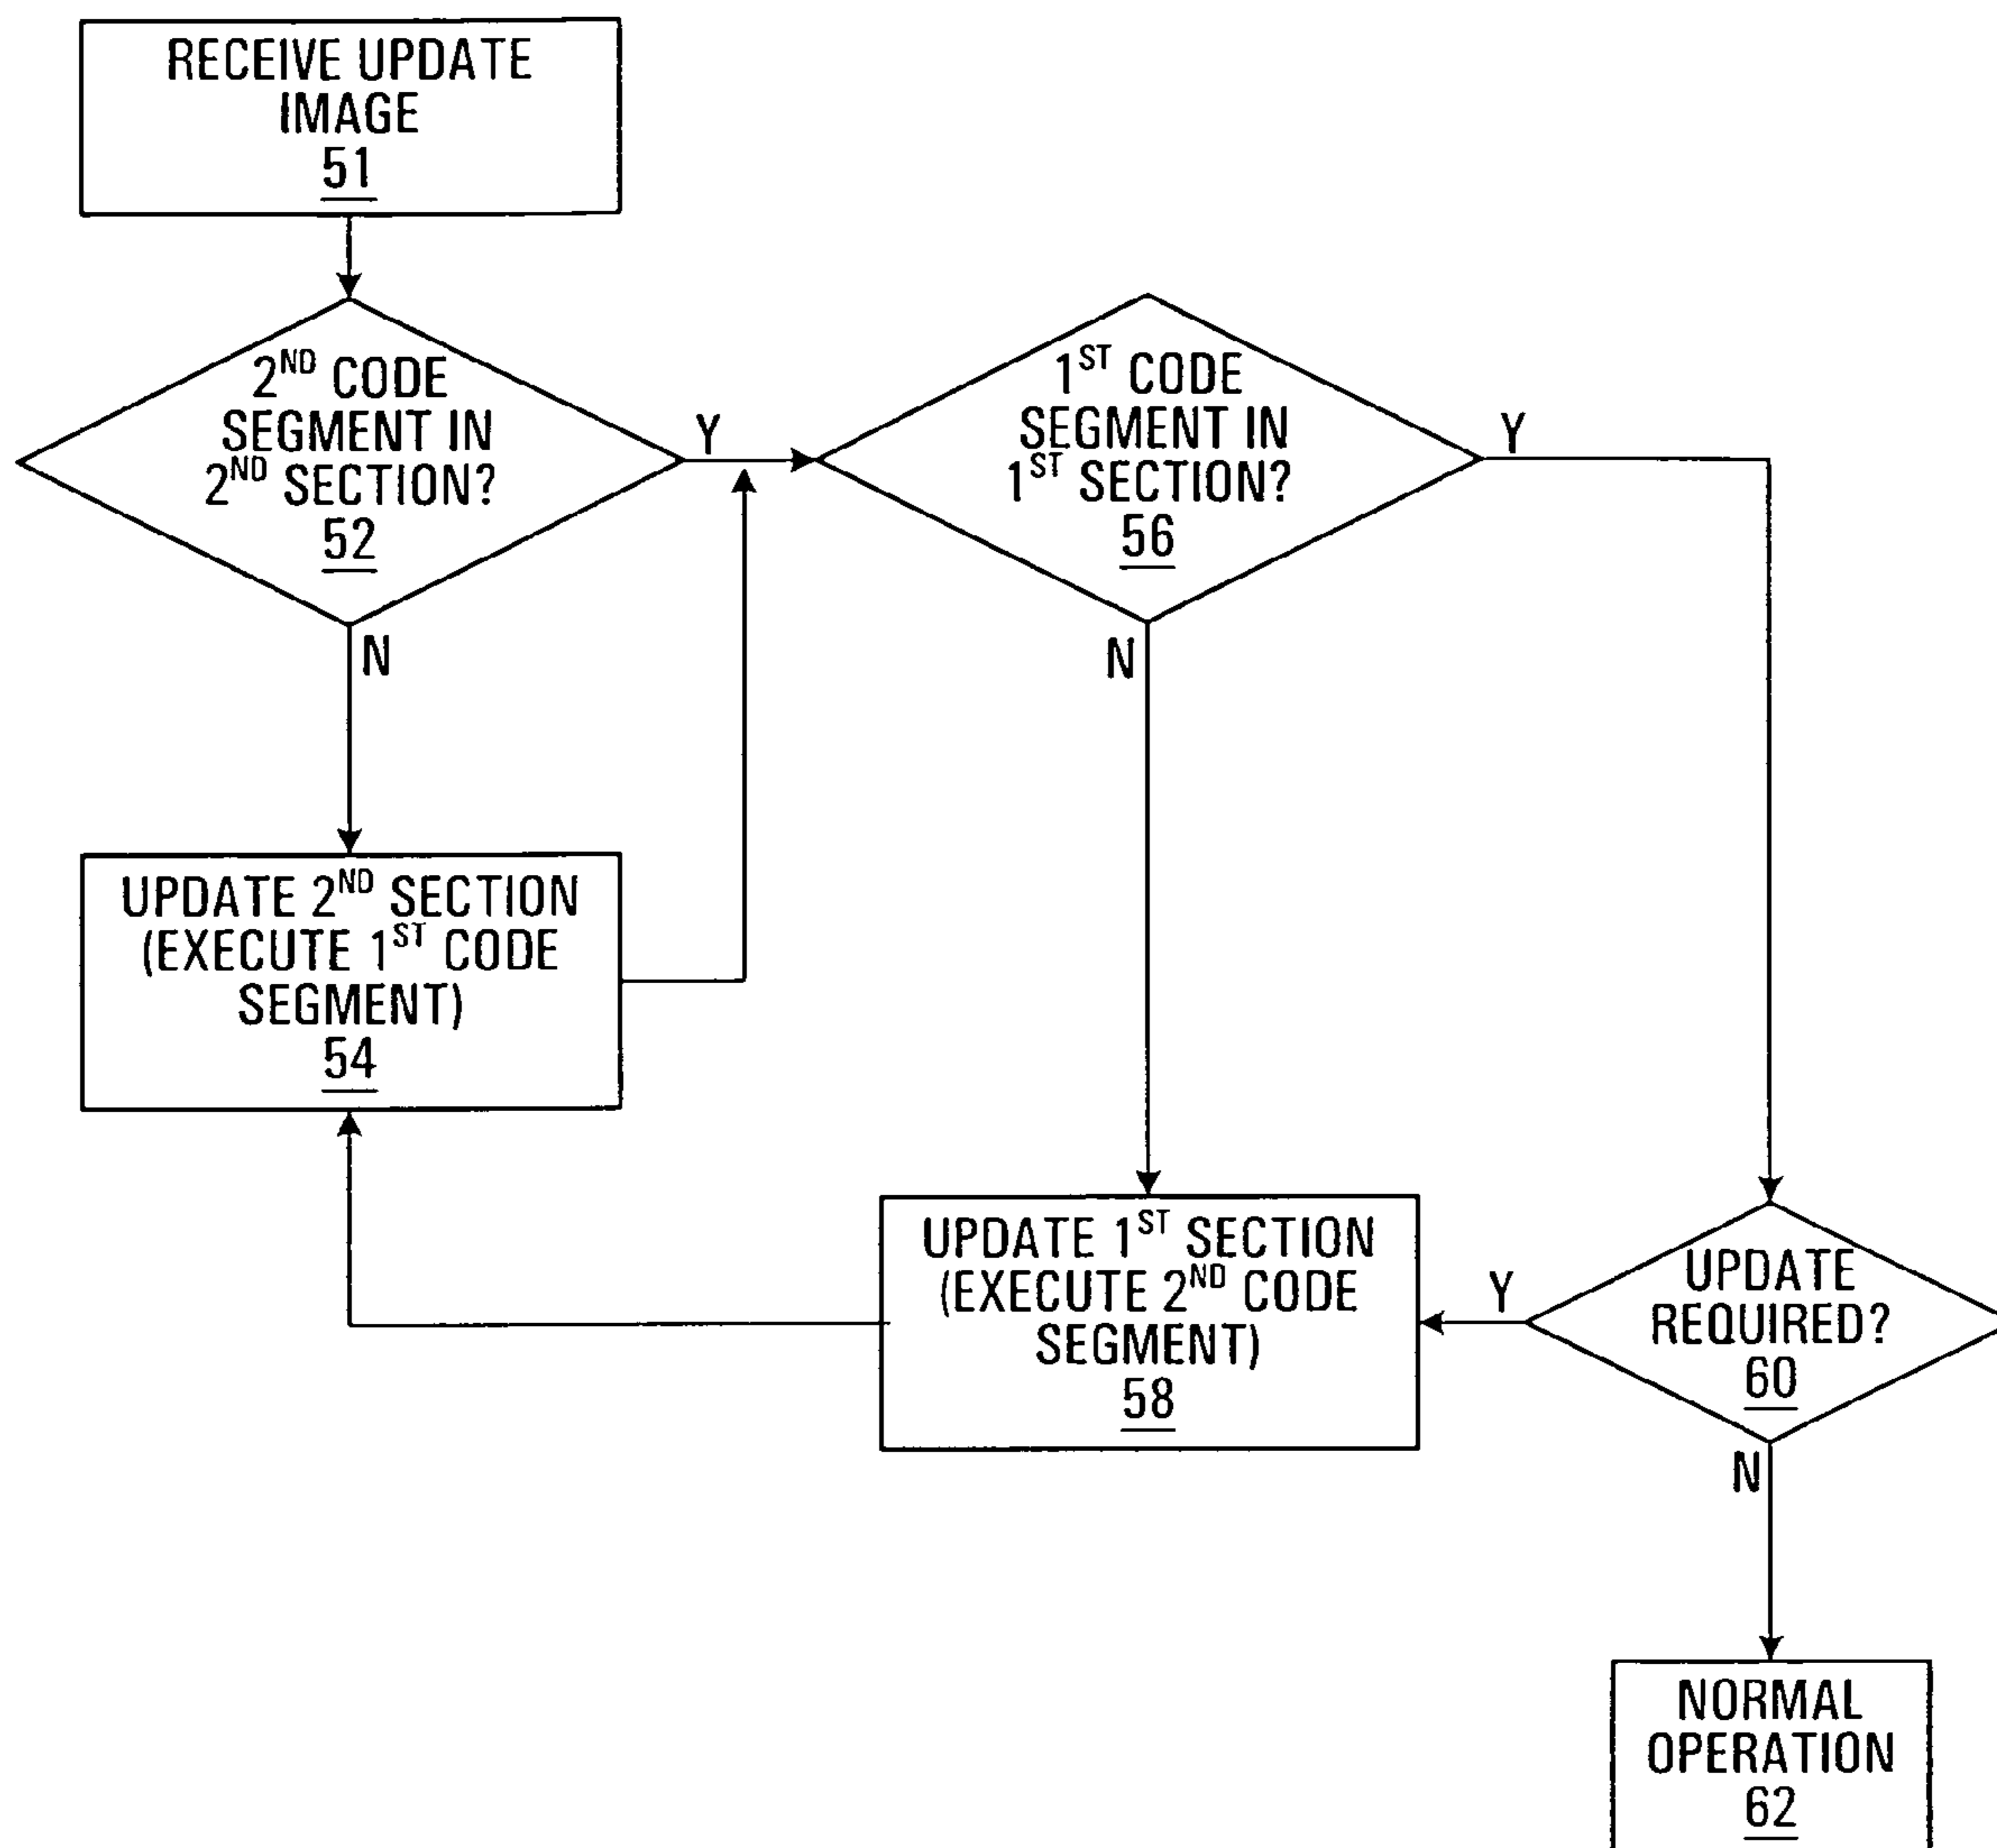 RECEIVE UPDATE
IMAGE
51
2ND CODE
SEGMENT IN
2ND SECTION?
52
Y
N
1ST CODE
SEGMENT IN
1ST SECTION?
56
Y
N
UPDATE 2ND SECTION
(EXECUTE 1ST CODE
SEGMENT)
54
UPDATE 1ST SECTION
(EXECUTE 2ND CODE
SEGMENT)
58
Y
UPDATE
REQUIRED?
60
N
NORMAL
OPERATION
62